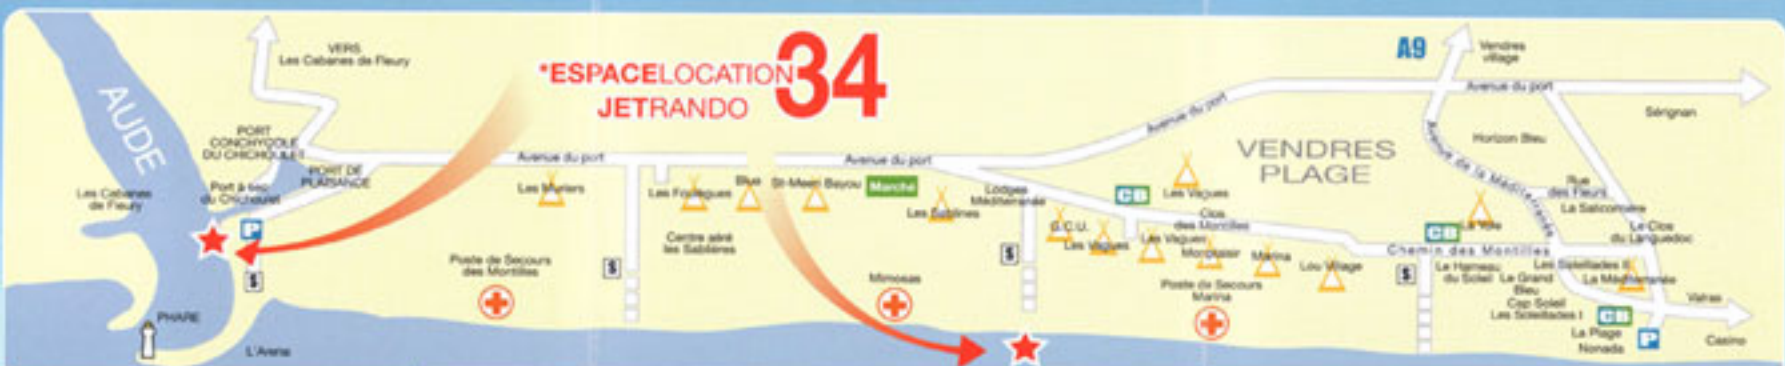 VERS
Les Cabanes de Fleury
AUDE
*ESPACELOCATION
JETRANDO
34
A9
Vendres
village
Avenue du port
Sérignan
PORT
CONCHYCOLE
DU CHICHOULET
PORT DE
PLAISANCE
Port à sec
du Chichoulet
Les Cabanes
de Fleury
P
$
PHARE
L'Arena
Avenue du port
Les Muriers
Poste de Secours
des Montilles
$
Les Foulegues
Blue
St-Meen Bayou
Marché
Centre aéré
les Sablières
Avenue du port
Les Sablines
Mimosas
Lodges
Méditerranée
$
Avenue du port
VENDRES
PLAGE
CB
Les Vagues
Clos
des Montilles
G.C.U.
Les Vagues
Les Vagues
Monplaisir
Marina
Lou Village
Poste de Secours
Marina
Avenue de la Méditerranée
Horizon Bleu
Rue
des Fleurs
La Salicornière
Le Clos
du Languedoc
La Yole
CB
Chemin des Montilles
$
Le Hameau
du Soleil
Le Grand
Bleu
Les Soleillades II
La Méditerranée
Cap Soleil
Les Soleillades I
CB
Valras
La Plage
Nonada
P
Casino